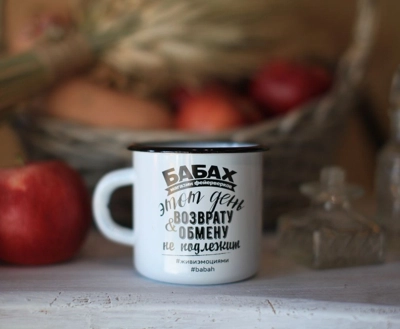 БАБАХ
магазин фейерверков
этот день
ВОЗВРАТУ
& ОБМЕНУ
не подлежит
#живиэмоциями
#babah